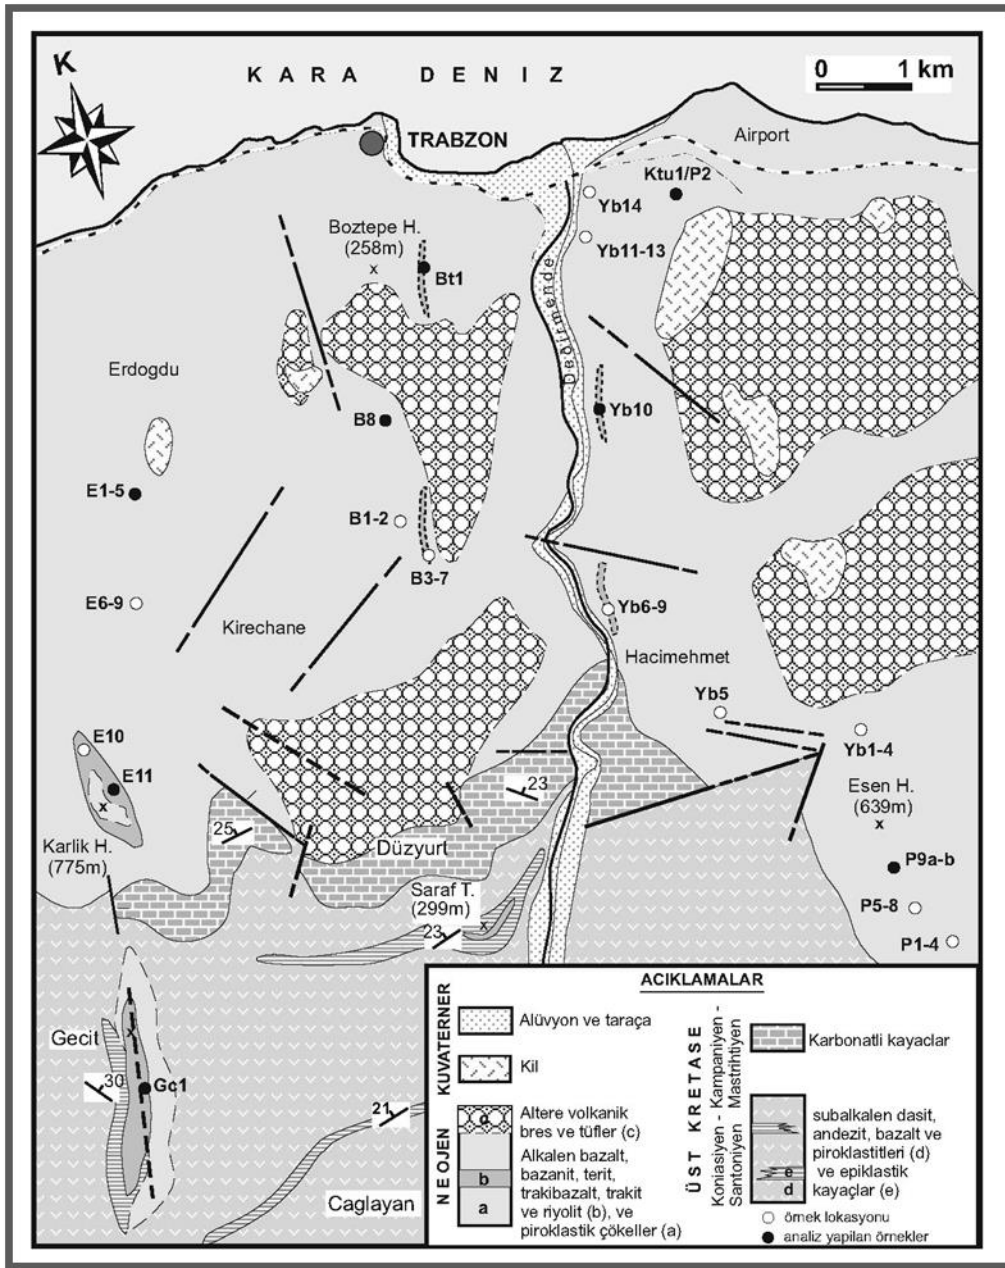 K
KARA DENIZ
0 1 km
TRABZON
Airport
Ktu1/P2
Yb14
Boztepe H.
(258m)
x
Yb11-13
Bt1
Degirmende
Erdogdu
B8
Yb10
E1-5
B1-2
B3-7
E6-9
Kirechane
Yb6-9
Hacimehmet
Yb5
E10
Yb1-4
E11
x
23
Esen H.
(639m)
x
25
Karlik H.
(775m)
Düzyurt
P9a-b
Saraf T.
(299m)
x
23
P5-8
P1-4
Gecit
x
30
Gc1
21
Caglayan
ACIKLAMALAR
KUVATERNER
Alüvyon ve taraça
Kil
NEOJEN
c
Altere volkanik
bres ve tüfler (c)
b
a
Alkalen bazalt,
bazanit, terit,
trakibazalt, trakit
ve riyolit (b), ve
piroklastik çökeller (a)
ÜST KRETASE
Koniasiyen - Kampaniyen -
Santoniyen Mastrihtiyen
Karbonatli kayaclar
e
d
subalkalen dasit,
andezit, bazalt ve
piroklastitleri (d)
ve epiklastik
kayaçlar (e)
örnek lokasyonu
analiz yapilan örnekler